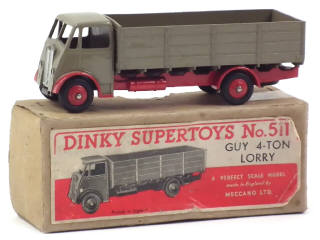 DINKY SUPERTOYS No. 511
GUY 4-TON
LORRY
A PERFECT SCALE MODEL
made in England by
MECCANO LTD.